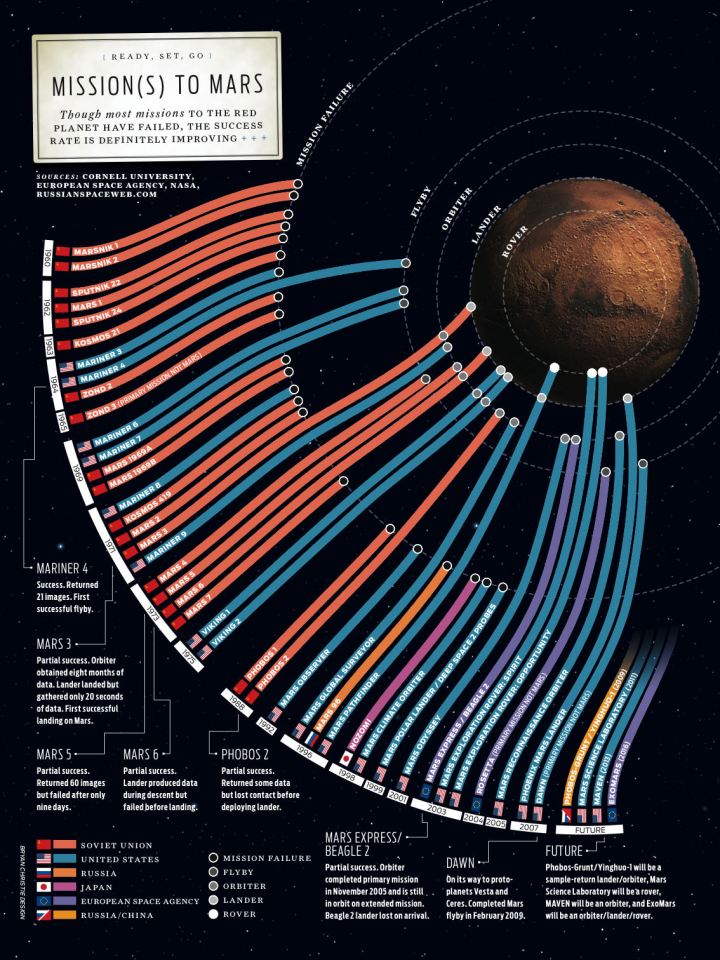 [ READY, SET, GO ]
MISSION(S) TO MARS
Though most missions TO THE RED
PLANET HAVE FAILED, THE SUCCESS
RATE IS DEFINITELY IMPROVING + + +
SOURCES: CORNELL UNIVERSITY,
EUROPEAN SPACE AGENCY, NASA,
RUSSIANSPACEWEB.COM
MISSION FAILURE
FLYBY
ORBITER
LANDER
ROVER
1960
MARSNIK 1
MARSNIK 2
1962
SPUTNIK 22
MARS 1
SPUTNIK 24
1963
KOSMOS 21
1964
MARINER 3
MARINER 4
ZOND 2
1965
ZOND 3 (PRIMARY MISSION NOT MARS)
1969
MARINER 6
MARINER 7
MARS 1969A
MARS 1969B
1971
MARINER 8
KOSMOS 419
MARS 2
MARS 3
MARINER 9
1973
MARS 4
MARS 5
MARS 6
MARS 7
1975
VIKING 1
VIKING 2
1988
PHOBOS 1
PHOBOS 2
1992
MARS OBSERVER
1996
MARS GLOBAL SURVEYOR
MARS 96
MARS PATHFINDER
1998
NOZOMI
MARS CLIMATE ORBITER
1999
MARS POLAR LANDER / DEEP SPACE 2 PROBES
2001
MARS ODYSSEY
2003
MARS EXPRESS / BEAGLE 2
MARS EXPLORATION ROVER: SPIRIT
MARS EXPLORATION ROVER: OPPORTUNITY
2004
ROSETTA (PRIMARY MISSION NOT MARS)
2005
MARS RECONNAISSANCE ORBITER
2007
PHOENIX MARS LANDER
DAWN (PRIMARY MISSION NOT MARS)
FUTURE
PHOBOS-GRUNT / YINGHUO-1 (2009)
MARS SCIENCE LABORATORY (2011)
MAVEN (2013)
EXOMARS (2016)
MARINER 4
Success. Returned
21 images. First
successful flyby.
MARS 3
Partial success. Orbiter
obtained eight months of
data. Lander landed but
gathered only 20 seconds
of data. First successful
landing on Mars.
MARS 5
Partial success.
Returned 60 images
but failed after only
nine days.
MARS 6
Partial success.
Lander produced data
during descent but
failed before landing.
PHOBOS 2
Partial success.
Returned some data
but lost contact before
deploying lander.
MARS EXPRESS/
BEAGLE 2
Partial success. Orbiter
completed primary mission
in November 2005 and is still
in orbit on extended mission.
Beagle 2 lander lost on arrival.
DAWN
On its way to proto-
planets Vesta and
Ceres. Completed Mars
flyby in February 2009.
FUTURE
Phobos-Grunt/Yinghuo-1 will be a
sample-return lander/orbiter, Mars
Science Laboratory will be a rover,
MAVEN will be an orbiter, and ExoMars
will be an orbiter/lander/rover.
SOVIET UNION
UNITED STATES
RUSSIA
JAPAN
EUROPEAN SPACE AGENCY
RUSSIA/CHINA
MISSION FAILURE
FLYBY
ORBITER
LANDER
ROVER
BRYAN CHRISTIE DESIGN